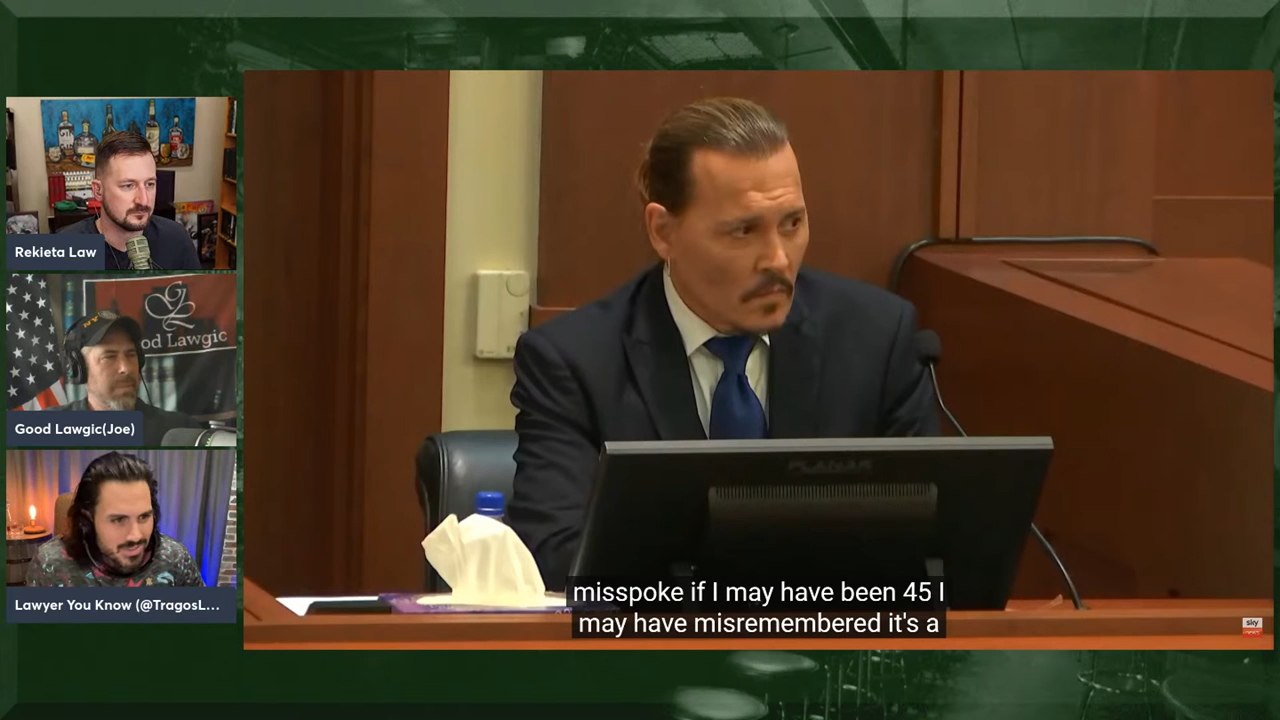 Rekieta Law
od Lawgic
Good Lawgic(Joe)
Lawyer You Know (@TragosL...
PLANAR
misspoke if I may have been 45 I
may have misremembered it's a
sky